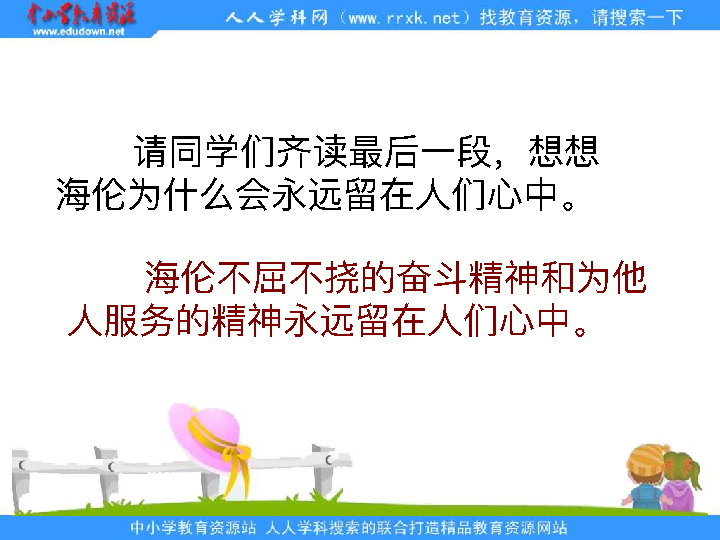 中小学教育资源
www.edudown.net
人人学科网（www.rrxk.net）找教育资源，请搜索一下
请同学们齐读最后一段，想想
海伦为什么会永远留在人们心中。
海伦不屈不挠的奋斗精神和为他
人服务的精神永远留在人们心中。
中小学教育资源站 人人学科搜索的联合打造精品教育资源网站